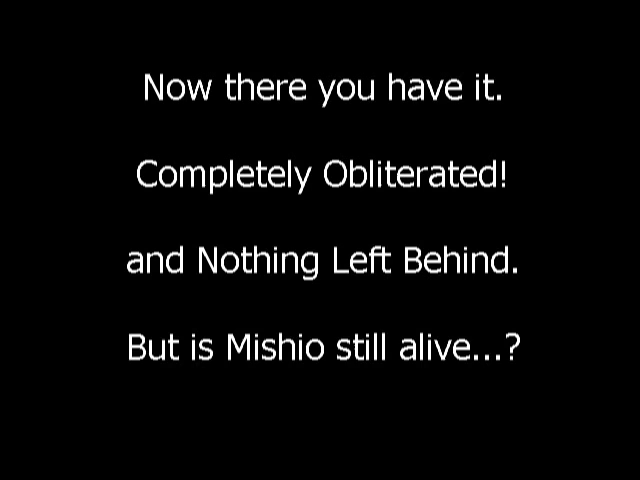 Now there you have it.
Completely Obliterated!
and Nothing Left Behind.
But is Mishio still alive...?